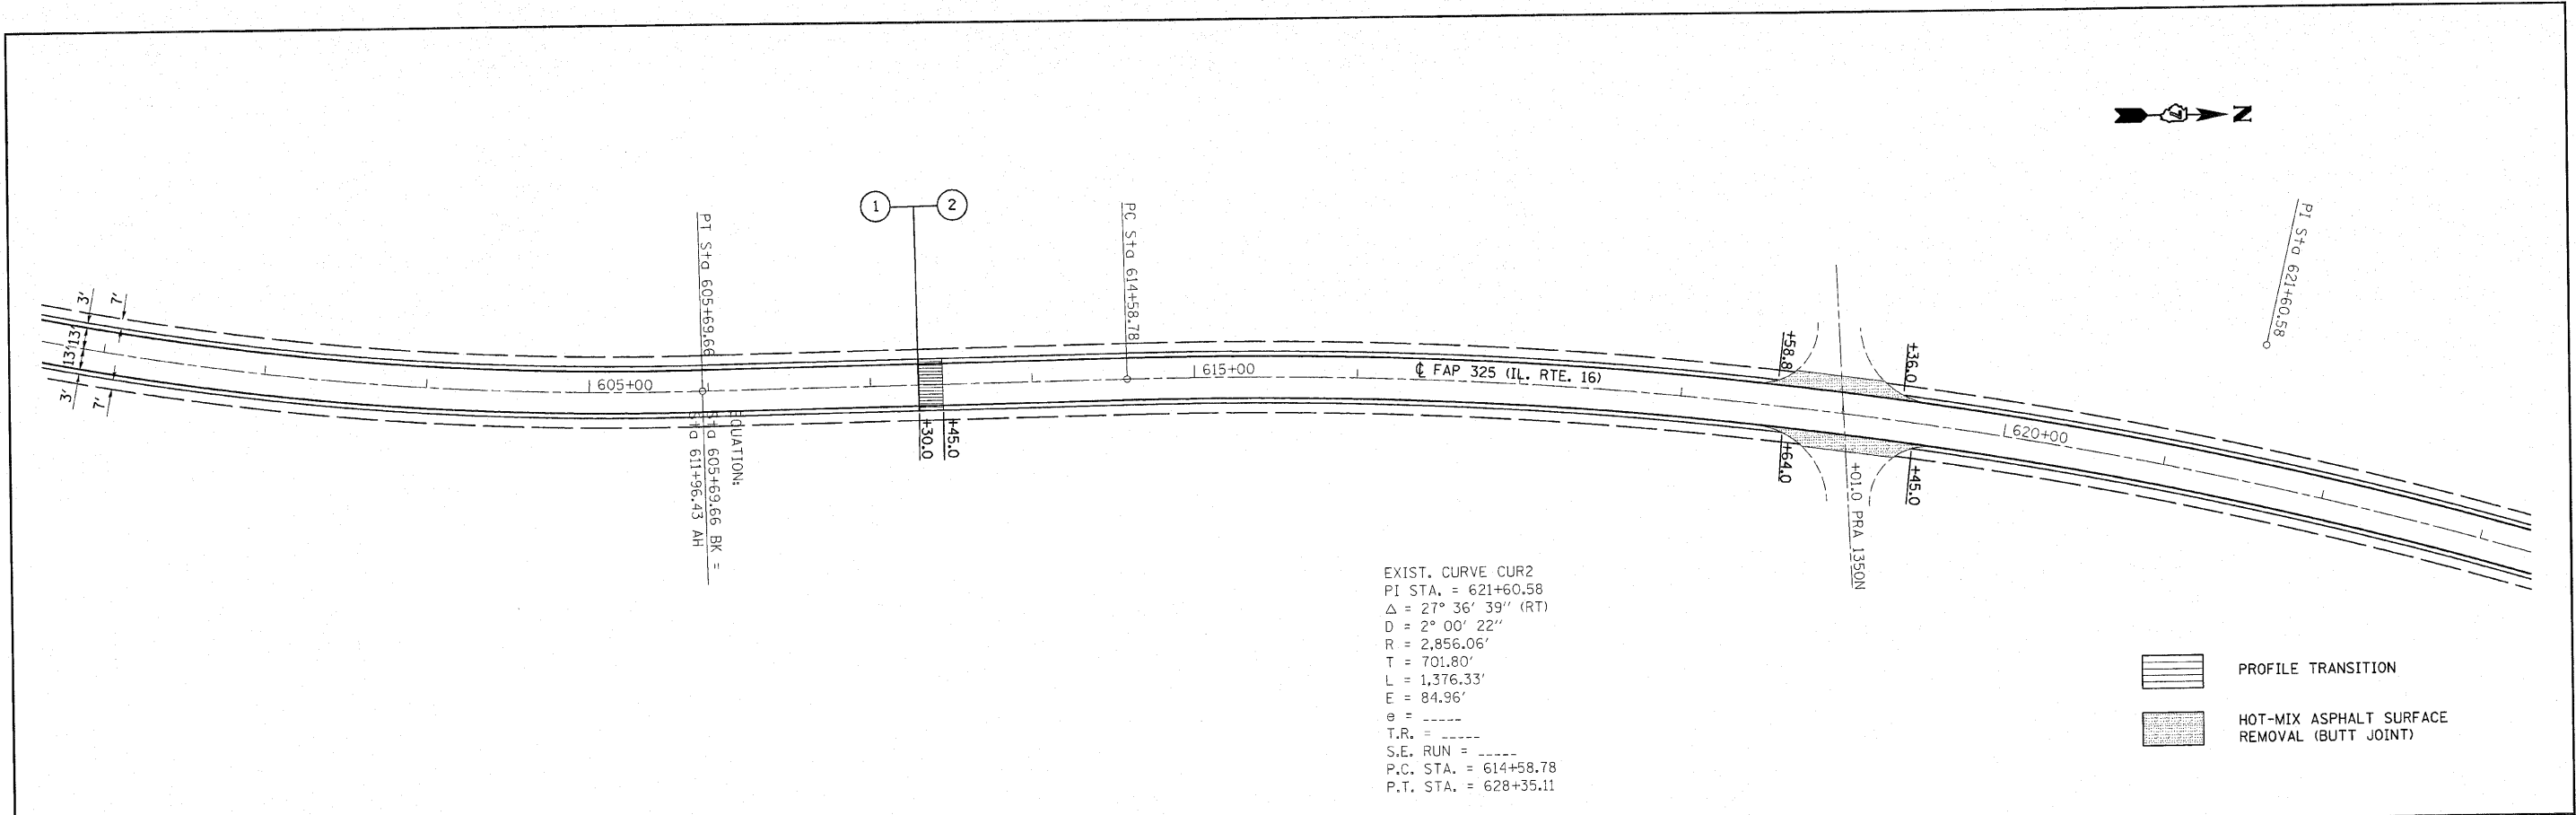 N
1
2
PT Sta 605+69.66
PC Sta 614+58.78
PI Sta 621+60.58
3'
7'
13'
13'
3'
7'
605+00
615+00
℄ FAP 325 (IL. RTE. 16)
620+00
+58.8
+36.0
+30.0
+45.0
+64.0
+45.0
+01.0 PRA 1350N
EQUATION:
Sta 605+69.66 BK =
Sta 611+96.43 AH
EXIST. CURVE CUR2
PI STA. = 621+60.58
△ = 27° 36' 39" (RT)
D = 2° 00' 22"
R = 2,856.06'
T = 701.80'
L = 1,376.33'
E = 84.96'
e = -----
T.R. = -----
S.E. RUN = -----
P.C. STA. = 614+58.78
P.T. STA. = 628+35.11
PROFILE TRANSITION
HOT-MIX ASPHALT SURFACE
REMOVAL (BUTT JOINT)